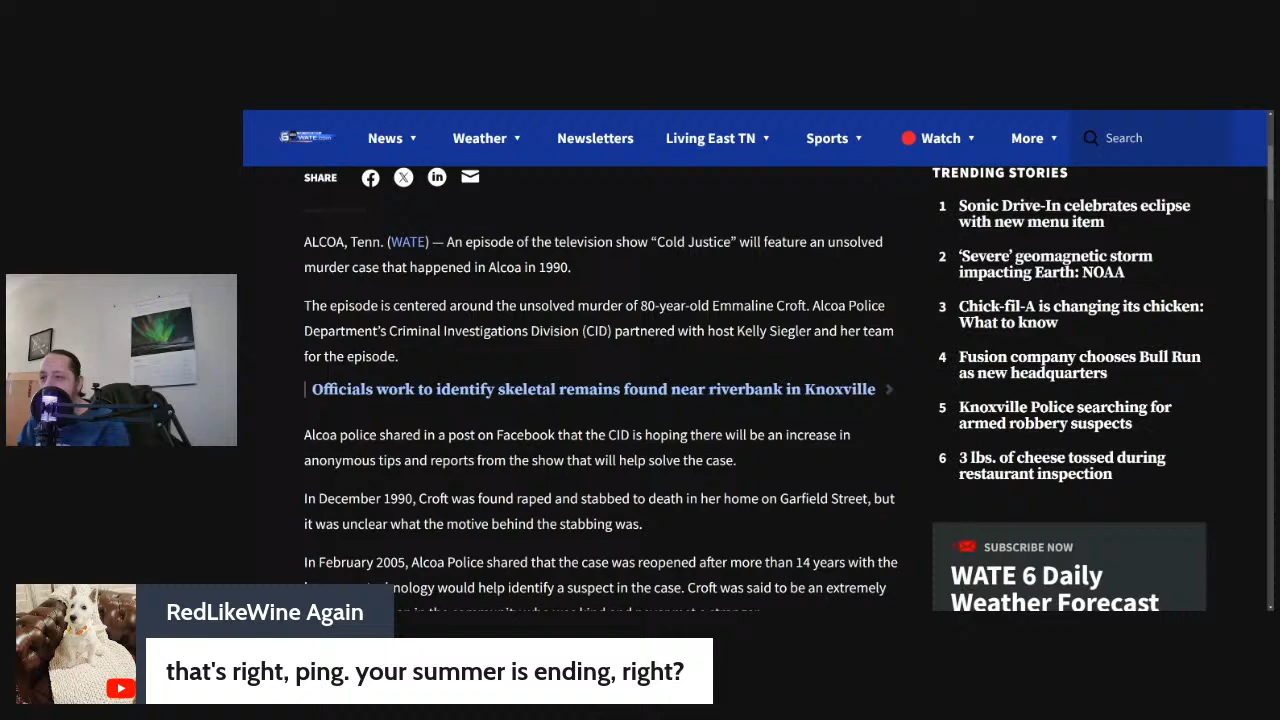 News
Weather
Newsletters
Living East TN
Sports
Watch
More
Search
SHARE
ALCOA, Tenn. (WATE) — An episode of the television show “Cold Justice” will feature an unsolved
murder case that happened in Alcoa in 1990.
The episode is centered around the unsolved murder of 80-year-old Emmaline Croft. Alcoa Police
Department’s Criminal Investigations Division (CID) partnered with host Kelly Siegler and her team
for the episode.
Officials work to identify skeletal remains found near riverbank in Knoxville
Alcoa police shared in a post on Facebook that the CID is hoping there will be an increase in
anonymous tips and reports from the show that will help solve the case.
In December 1990, Croft was found raped and stabbed to death in her home on Garfield Street, but
it was unclear what the motive behind the stabbing was.
In February 2005, Alcoa Police shared that the case was reopened after more than 14 years with the
would help identify a suspect in the case. Croft was said to be an extremely
TRENDING STORIES
1 Sonic Drive-In celebrates eclipse
with new menu item
2 ‘Severe’ geomagnetic storm
impacting Earth: NOAA
3 Chick-fil-A is changing its chicken:
What to know
4 Fusion company chooses Bull Run
as new headquarters
5 Knoxville Police searching for
armed robbery suspects
6 3 lbs. of cheese tossed during
restaurant inspection
SUBSCRIBE NOW
WATE 6 Daily
Weather Forecast
RedLikeWine Again
that's right, ping. your summer is ending, right?